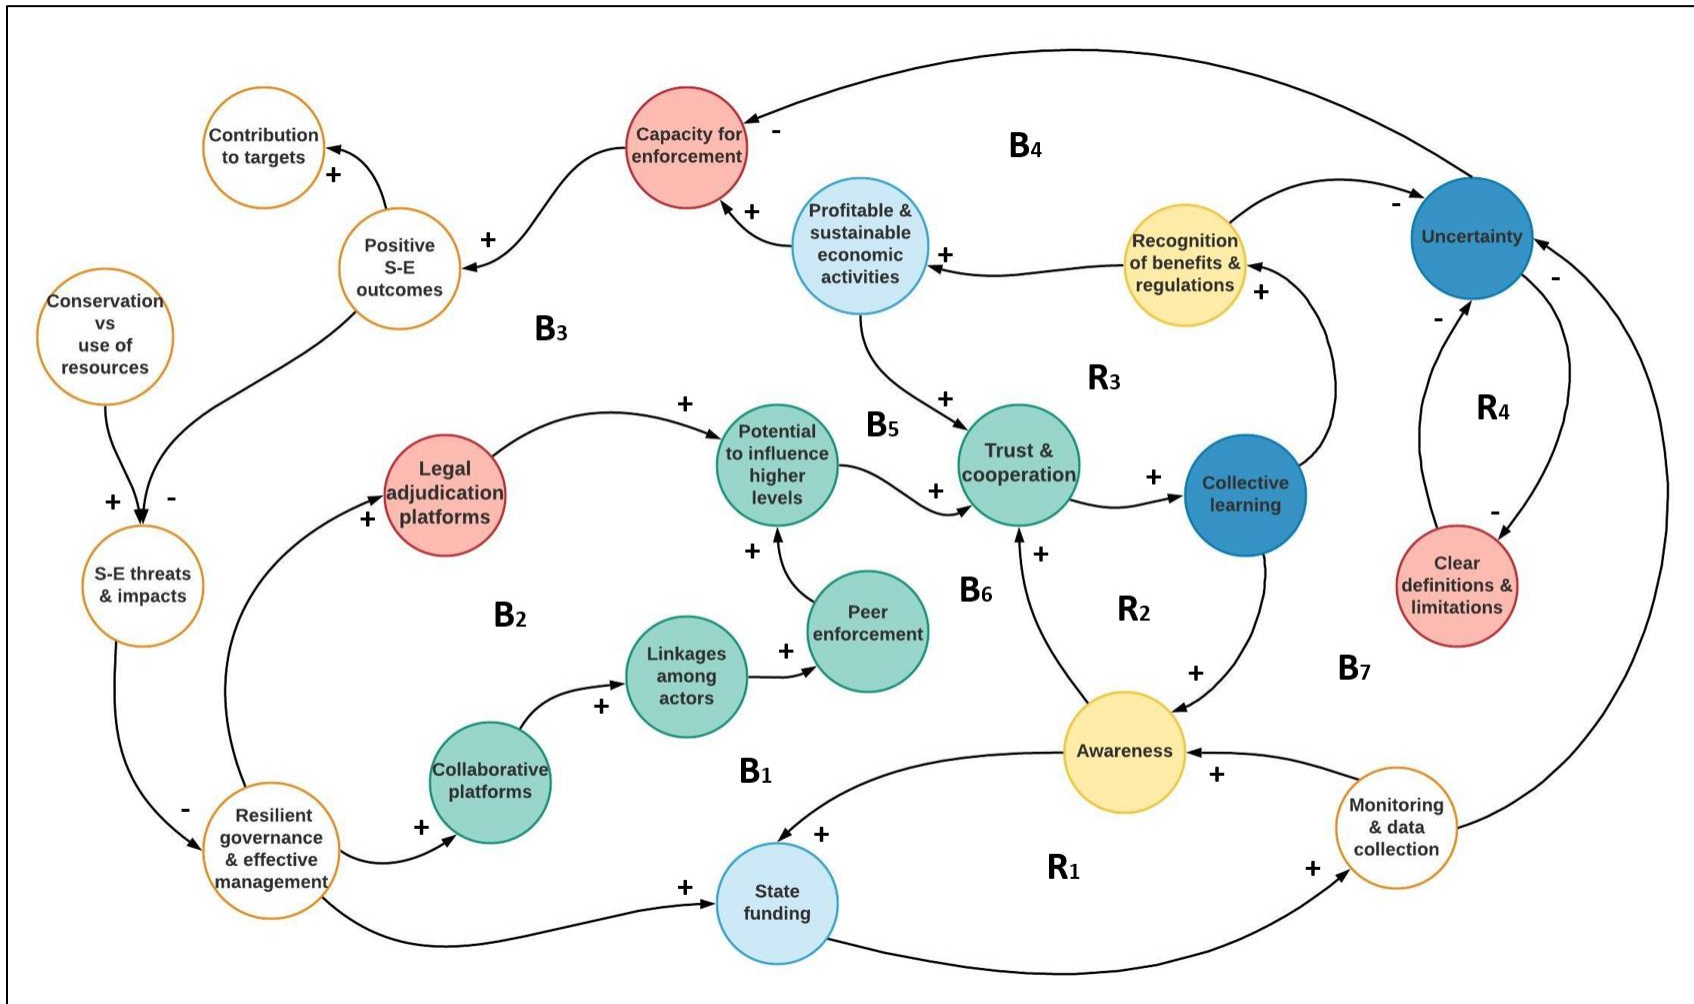 Contribution
to targets
+
Capacity for
enforcement
-
B4
Positive
S-E
outcomes
+
Profitable &
sustainable
economic
activities
+
+
Recognition
of benefits &
regulations
+
-
Uncertainty
-
-
Conservation
vs
use of
resources
B3
R3
R4
B5
+
-
S-E threats
& impacts
Legal
adjudication
platforms
+
+
Potential
to influence
higher
levels
+
+
Trust &
cooperation
+
+
Collective
learning
+
-
Clear
definitions &
limitations
B2
B6
R2
B7
Linkages
among
actors
+
Peer
enforcement
+
Collaborative
platforms
+
B1
Awareness
+
+
-
Resilient
governance
& effective
management
+
+
State
funding
+
R1
+
Monitoring
& data
collection